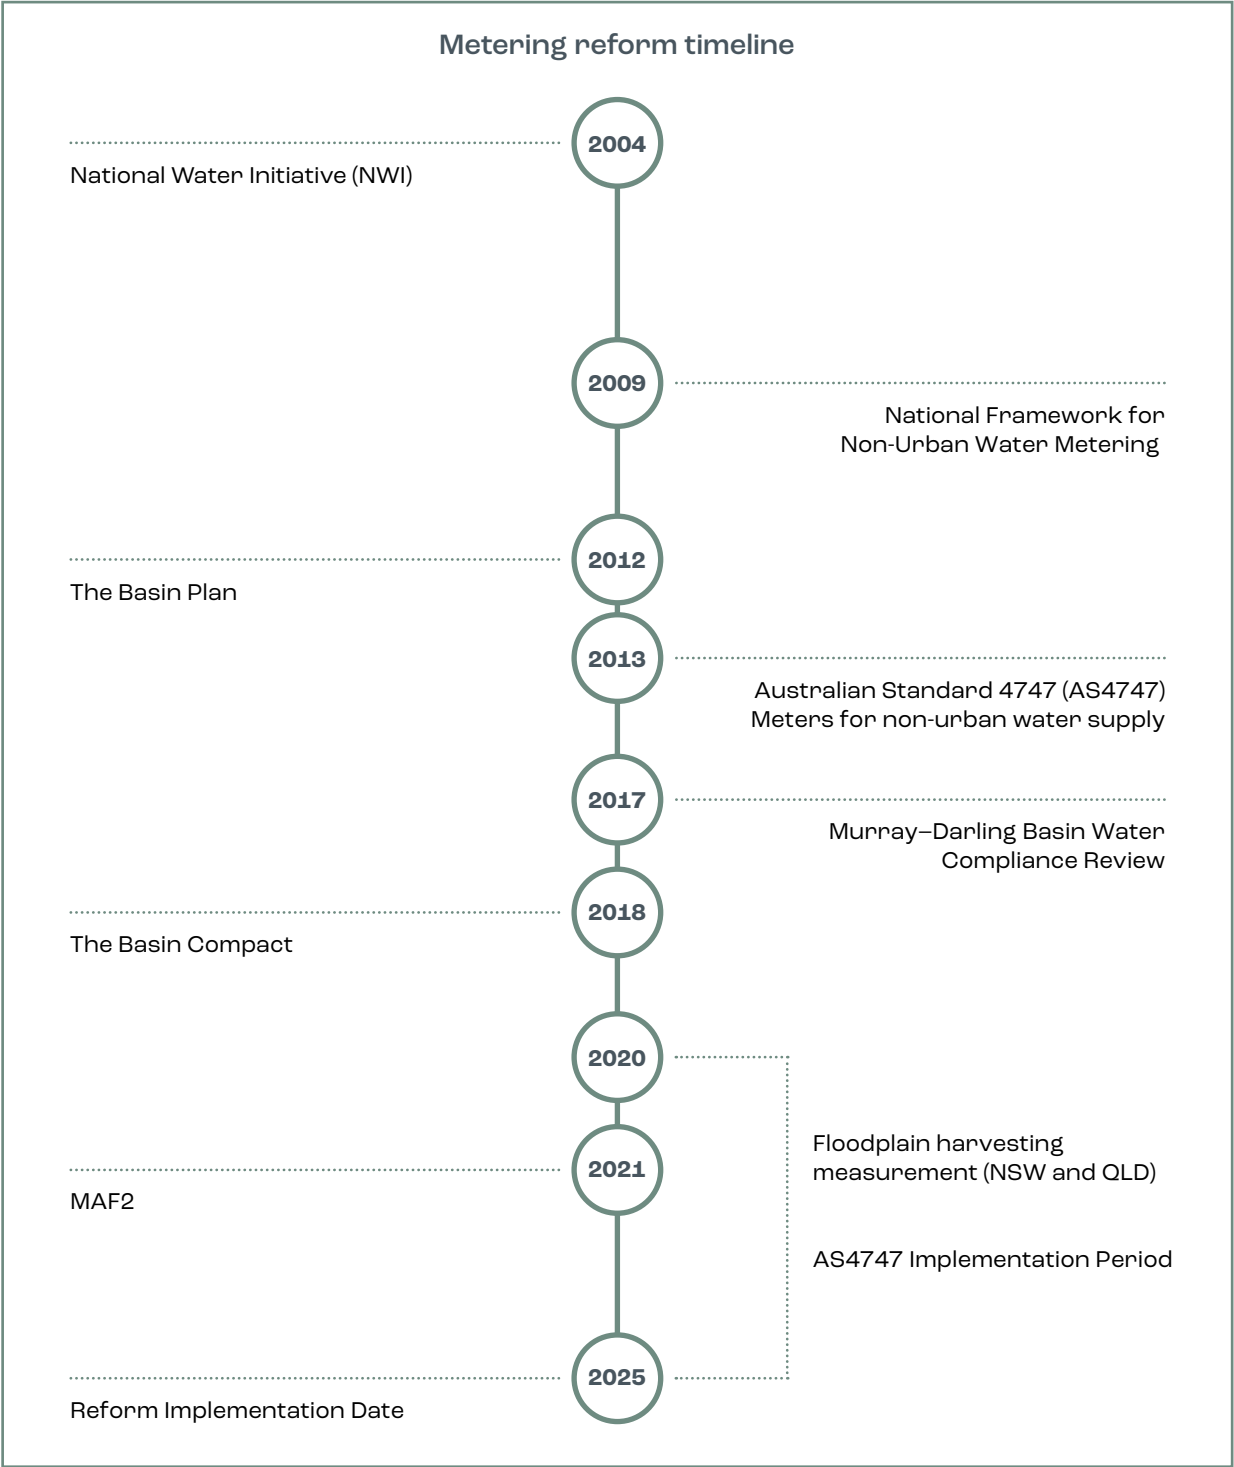 Metering reform timeline
2004
National Water Initiative (NWI)
2009
National Framework for
Non-Urban Water Metering
2012
The Basin Plan
2013
Australian Standard 4747 (AS4747)
Meters for non-urban water supply
2017
Murray–Darling Basin Water
Compliance Review
2018
The Basin Compact
2020
Floodplain harvesting
measurement (NSW and QLD)
2021
MAF2
AS4747 Implementation Period
2025
Reform Implementation Date